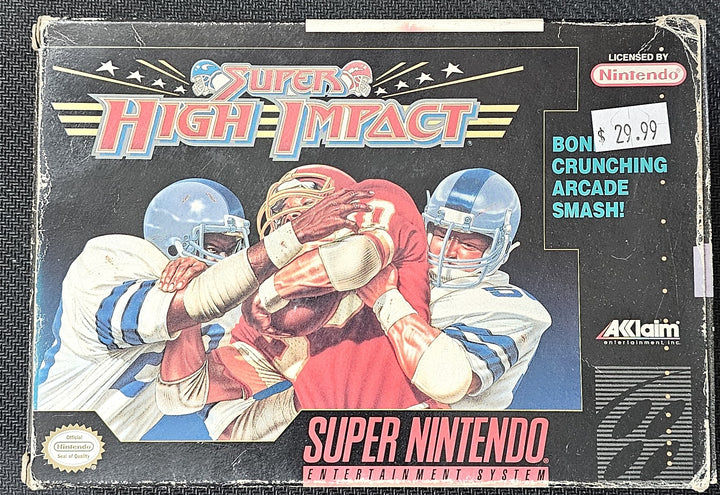 SUPER
HIGH IMPACT
LICENSED BY
Nintendo
$ 29.99
BON
CRUNCHING
ARCADE
SMASH!
AKklaim
entertainment, inc.
Official
Nintendo
Seal of Quality
SUPER NINTENDO
ENTERTAINMENT SYSTEM